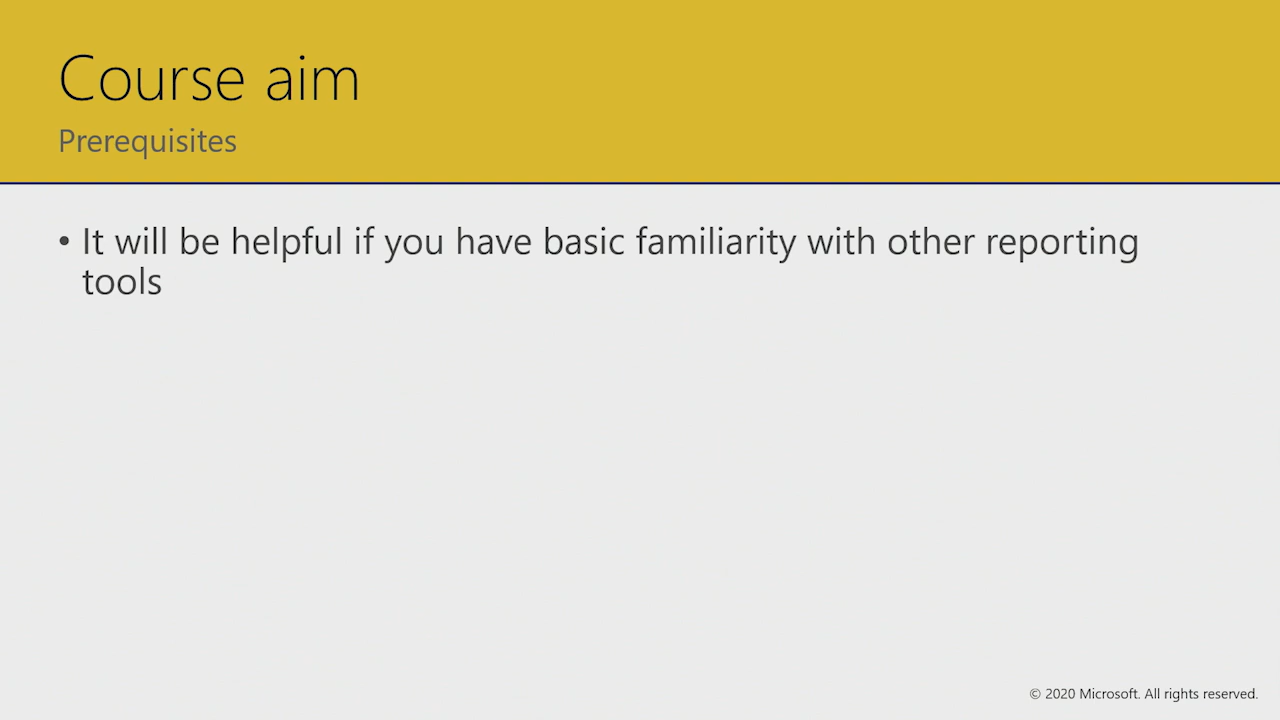 Course aim
Prerequisites
• It will be helpful if you have basic familiarity with other reporting
tools
© 2020 Microsoft. All rights reserved.